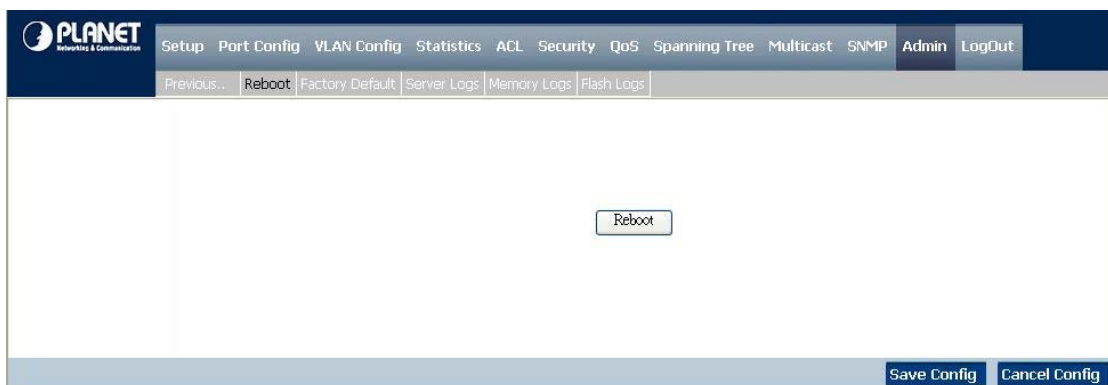 PLANET
Networking & Communication
Setup Port Config VLAN Config Statistics ACL Security QoS Spanning Tree Multicast SNMP Admin LogOut
Previous.. Reboot Factory Default Server Logs Memory Logs Flash Logs
Reboot
Save Config Cancel Config